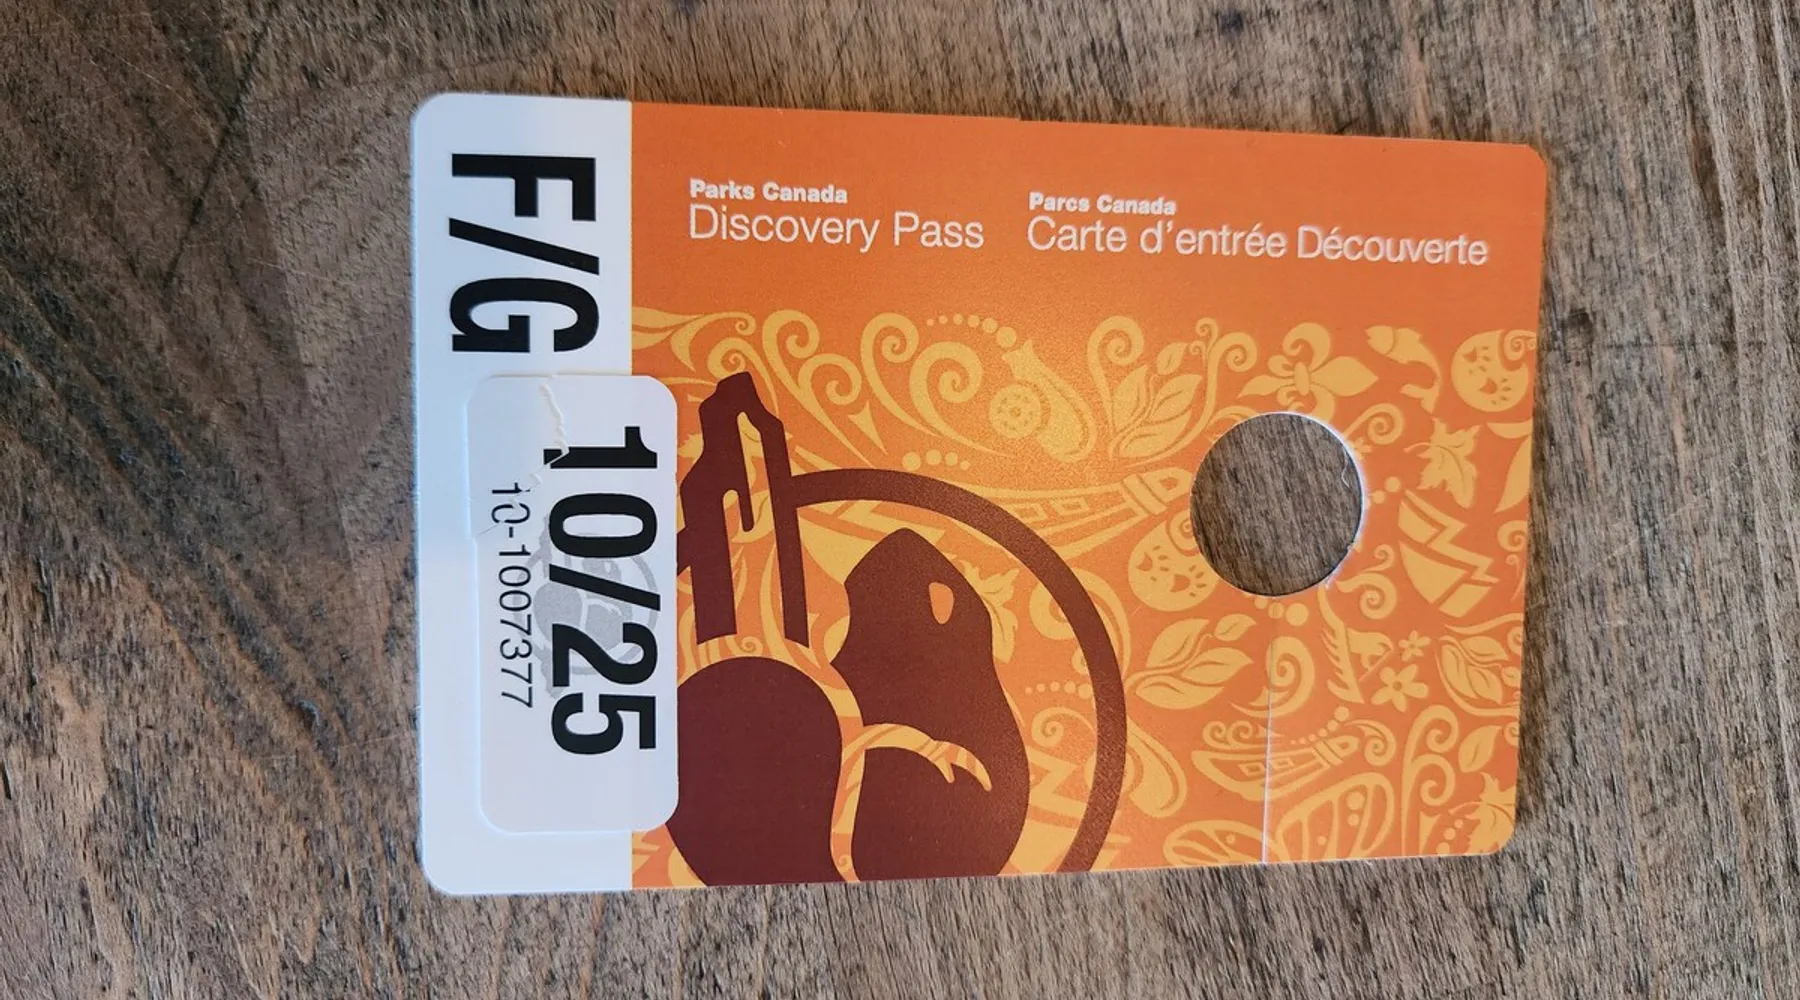 Parks Canada
Discovery Pass
Parcs Canada
Carte d'entrée Découverte
F/G
10/25
10-1007377